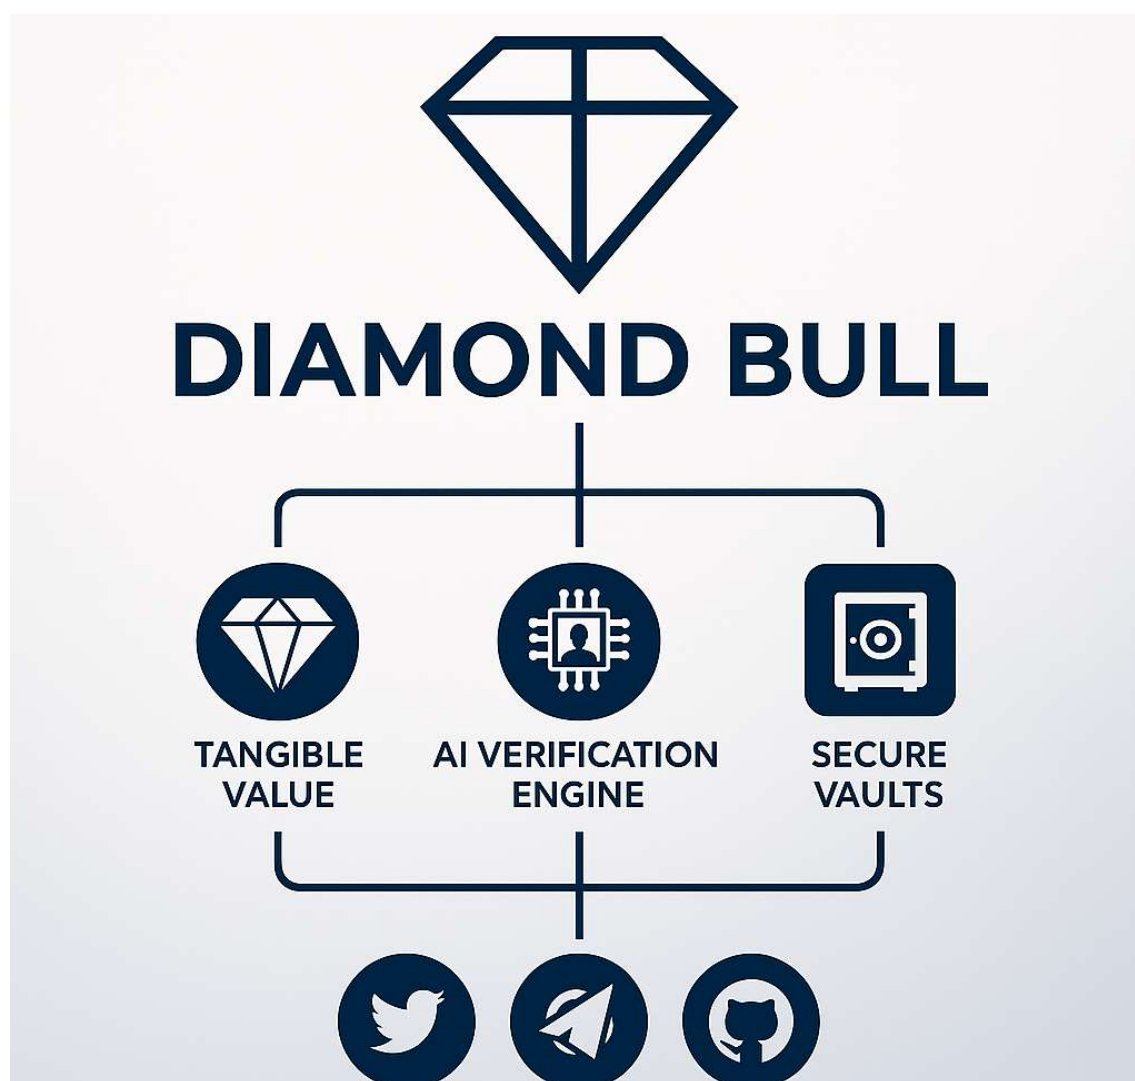 DIAMOND BULL
TANGIBLE
VALUE
AI VERIFICATION
ENGINE
SECURE
VAULTS